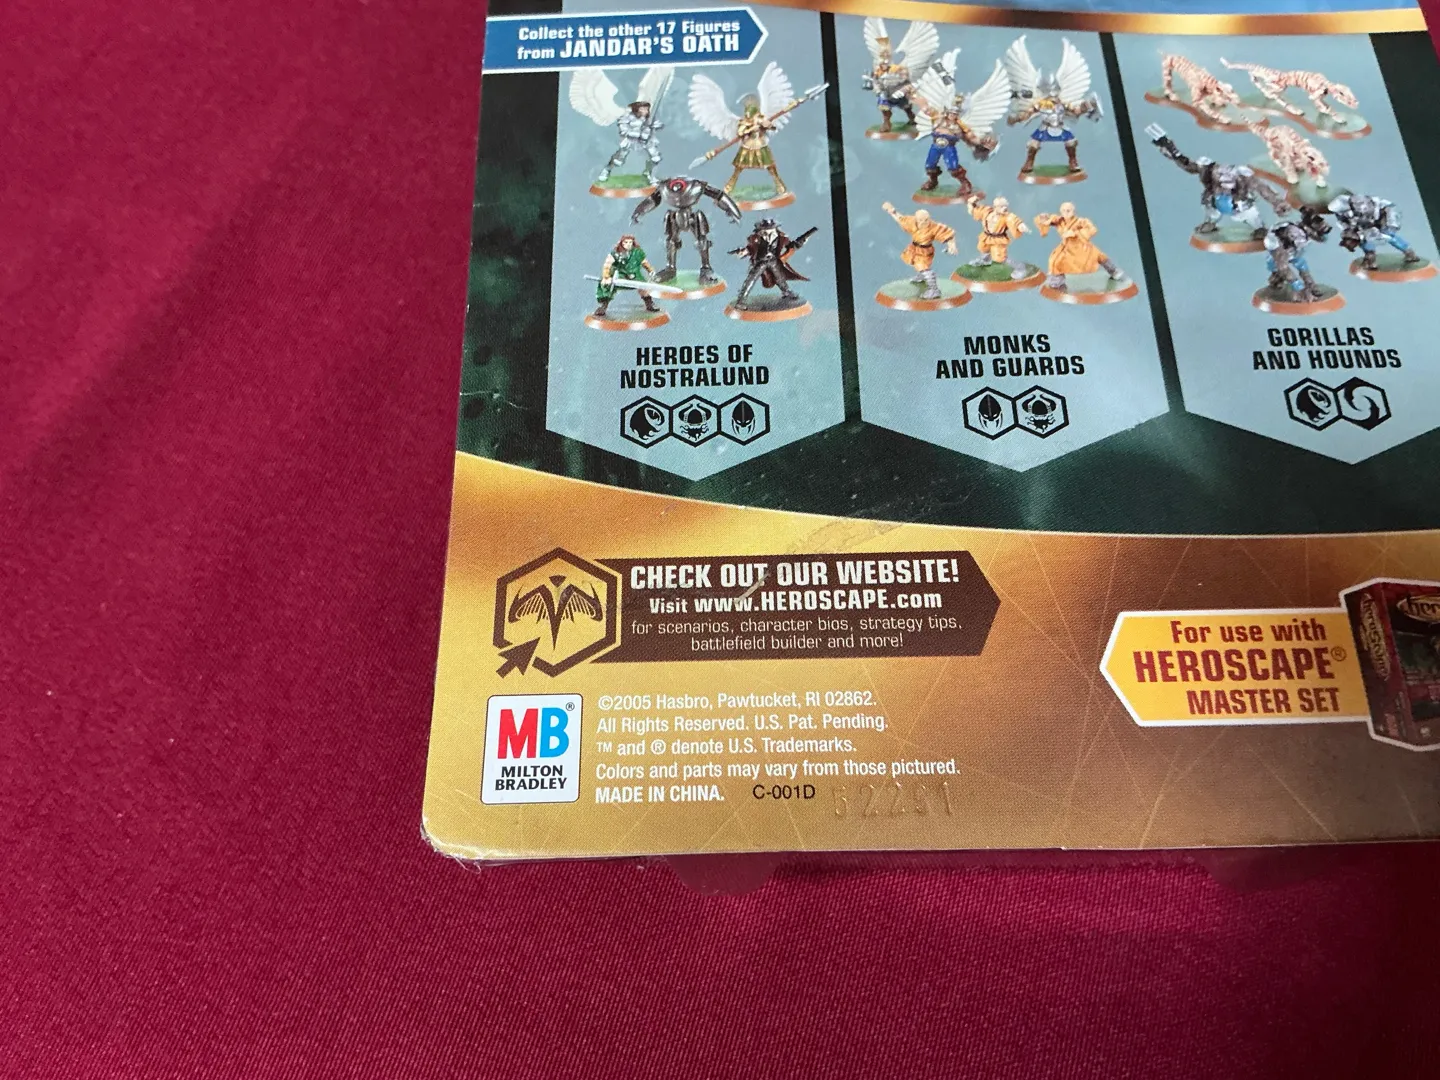 Collect the other 17 Figures
from JANDAR'S OATH
HEROES OF
NOSTRALUND
MONKS
AND GUARDS
GORILLAS
AND HOUNDS
CHECK OUT OUR WEBSITE!
Visit www.HEROSCAPE.com
for scenarios, character bios, strategy tips,
battlefield builder and more!
For use with
HEROSCAPE®
MASTER SET
MB®
MILTON
BRADLEY
©2005 Hasbro, Pawtucket, RI 02862.
All Rights Reserved. U.S. Pat. Pending.
™ and ® denote U.S. Trademarks.
Colors and parts may vary from those pictured.
MADE IN CHINA. C-001D